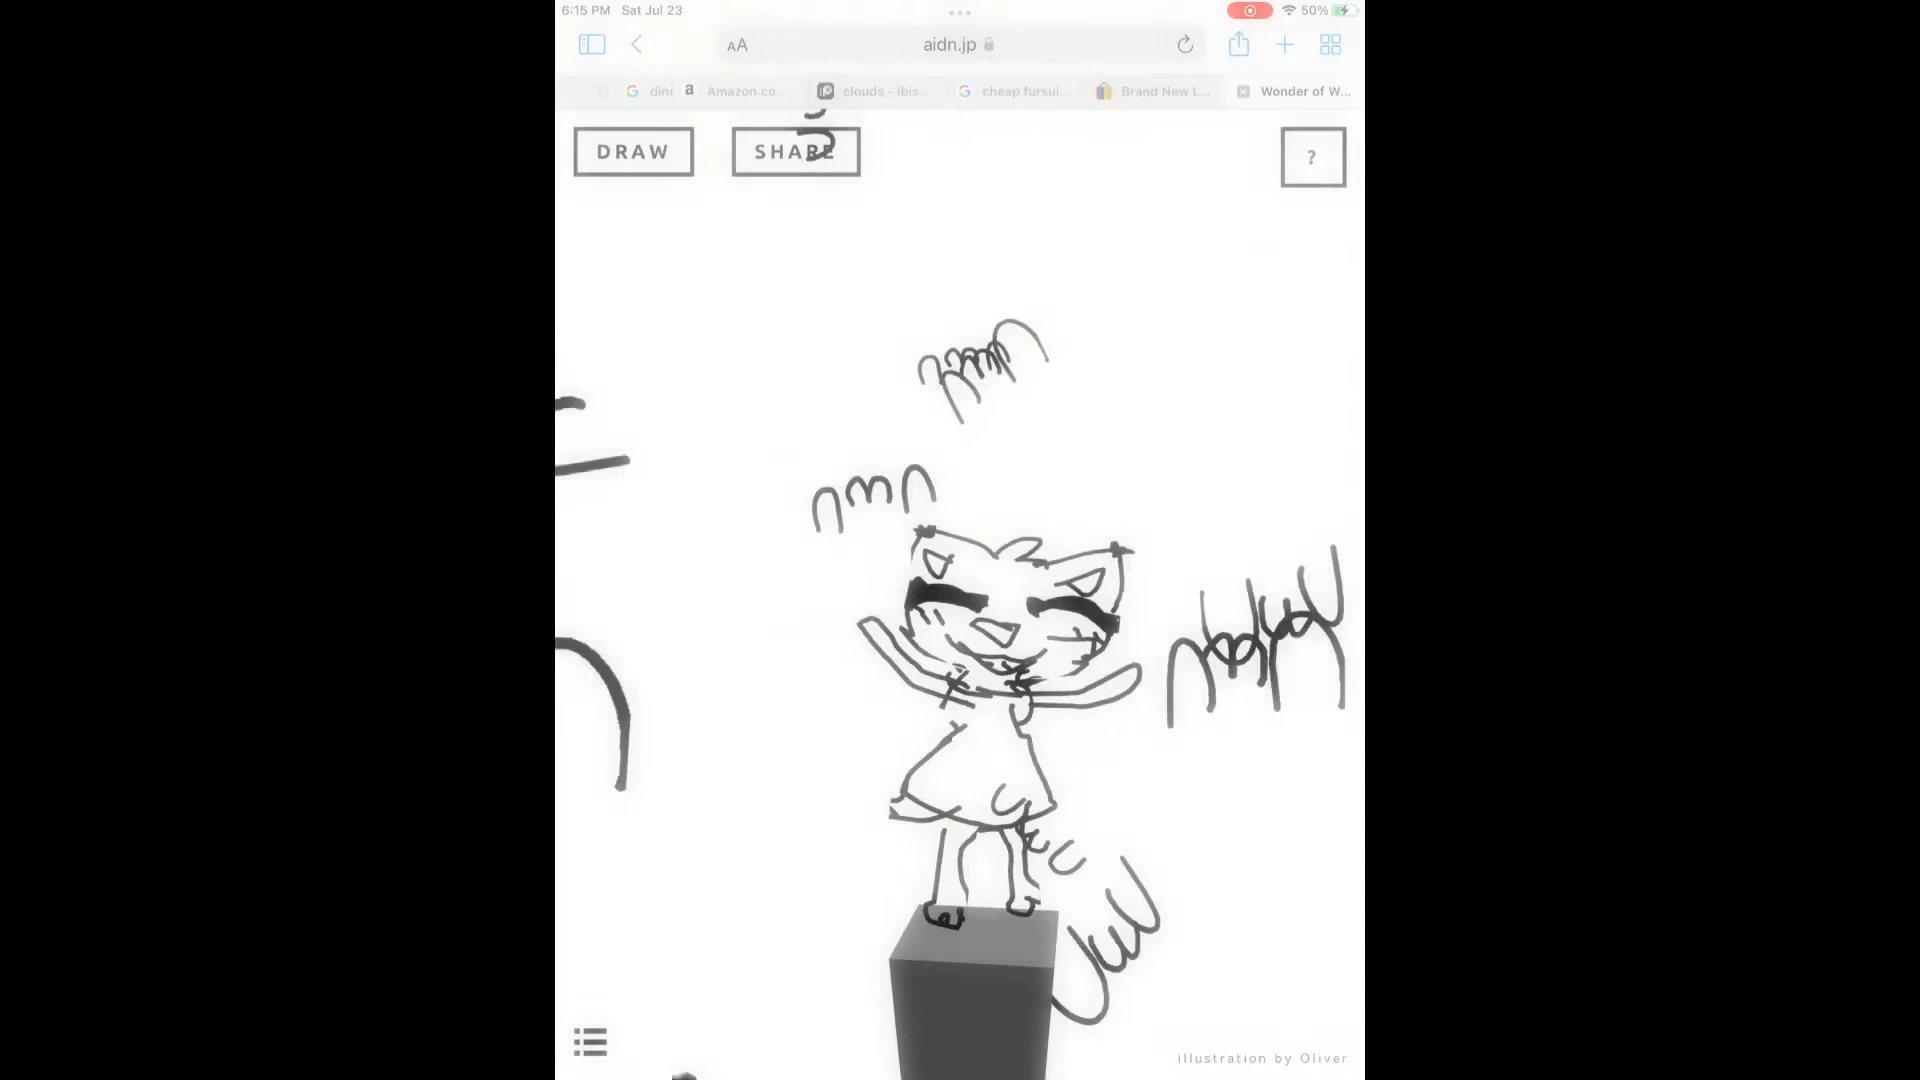 6:15 PM Sat Jul 23
50%
AA
aidn.jp
dini
Amazon.co...
clouds - ibis...
cheap fursui...
Brand New L...
Wonder of W...
DRAW
SHARE
?
illustration by Oliver